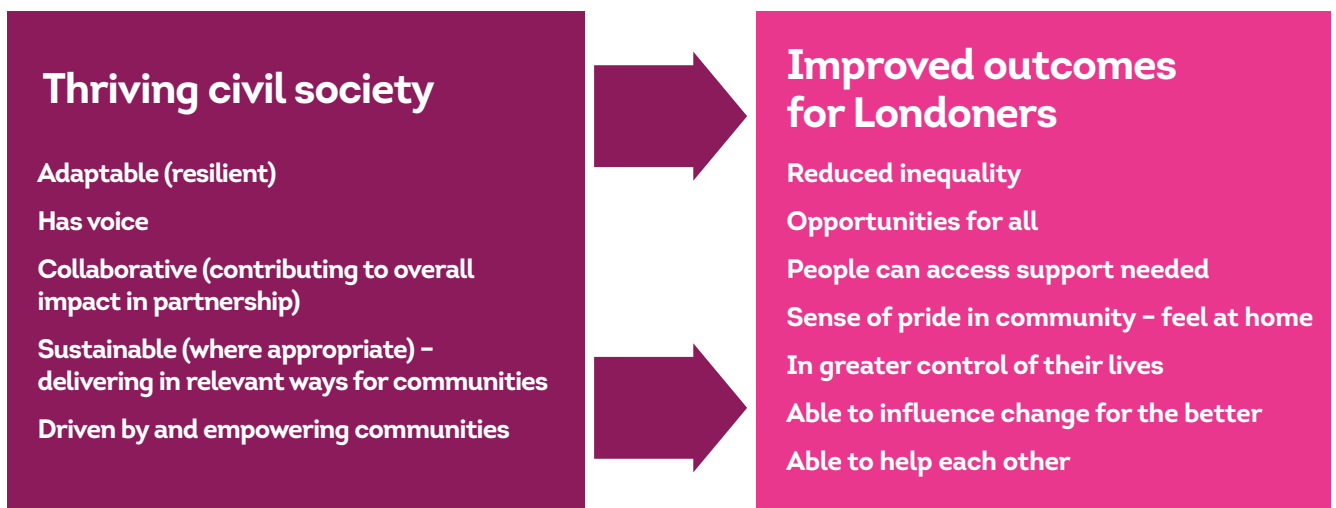 Thriving civil society
Adaptable (resilient)
Has voice
Collaborative (contributing to overall
impact in partnership)
Sustainable (where appropriate) –
delivering in relevant ways for communities
Driven by and empowering communities
Improved outcomes
for Londoners
Reduced inequality
Opportunities for all
People can access support needed
Sense of pride in community – feel at home
In greater control of their lives
Able to influence change for the better
Able to help each other